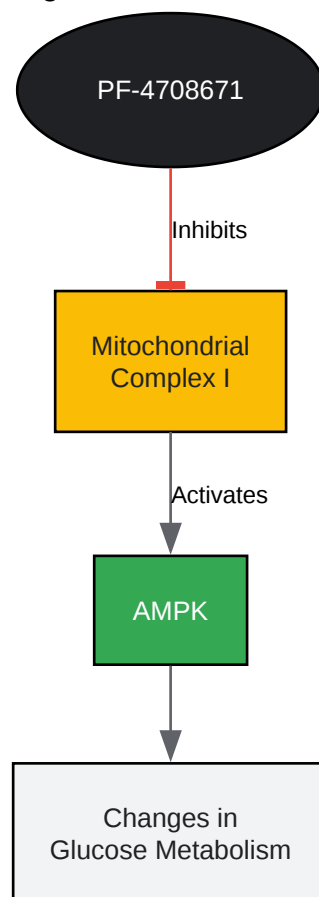 PF-4708671
Inhibits
Mitochondrial
Complex I
Activates
AMPK
Changes in
Glucose Metabolism